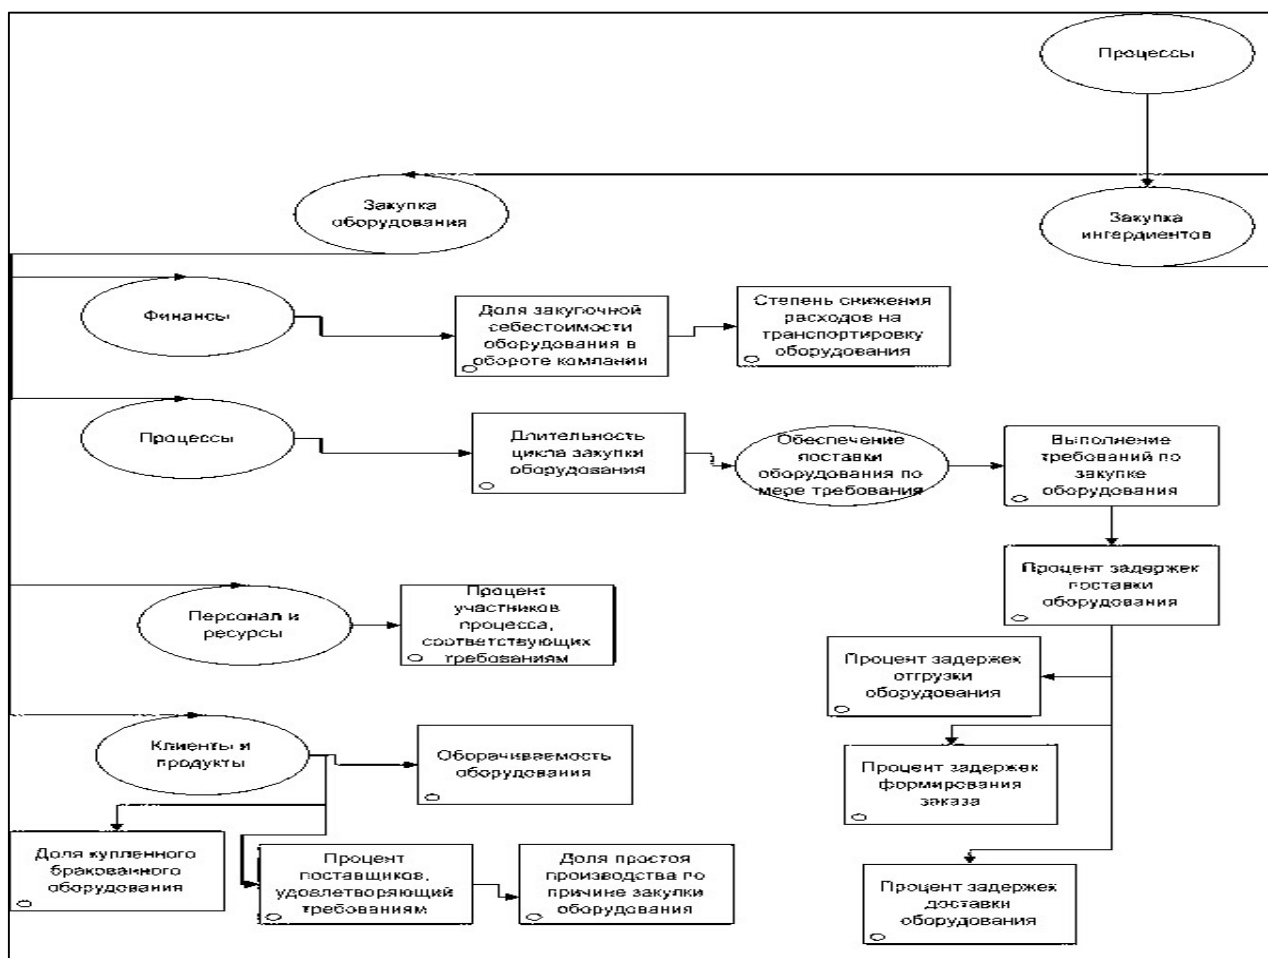 Процессы
Закупка
оборудования
Закупка
ингердиентов
Финансы
Доля закупочной
себестоимости
оборудования в
обороте компании
Степень снижения
расходов на
транспортировку
оборудования
Процессы
Длительность
цикла закупки
оборудования
Обеспечение
поставки
оборудования по
мере требования
Выполнение
требований по
закупке
оборудования
Процент задержек
поставки
оборудования
Персонал и
ресурсы
Процент
участников
процесса,
соответствующих
требованиям
Процент задержек
отгрузки
оборудования
Клиенты и
продукты
Оборачиваемость
оборудования
Процент задержек
формирования
заказа
Доля купленного
бракованного
оборудования
Процент
поставщиков,
удовлетворяющий
требованиям
Доля простоя
производства по
причине закупки
оборудования
Процент задержек
доставки
оборудования